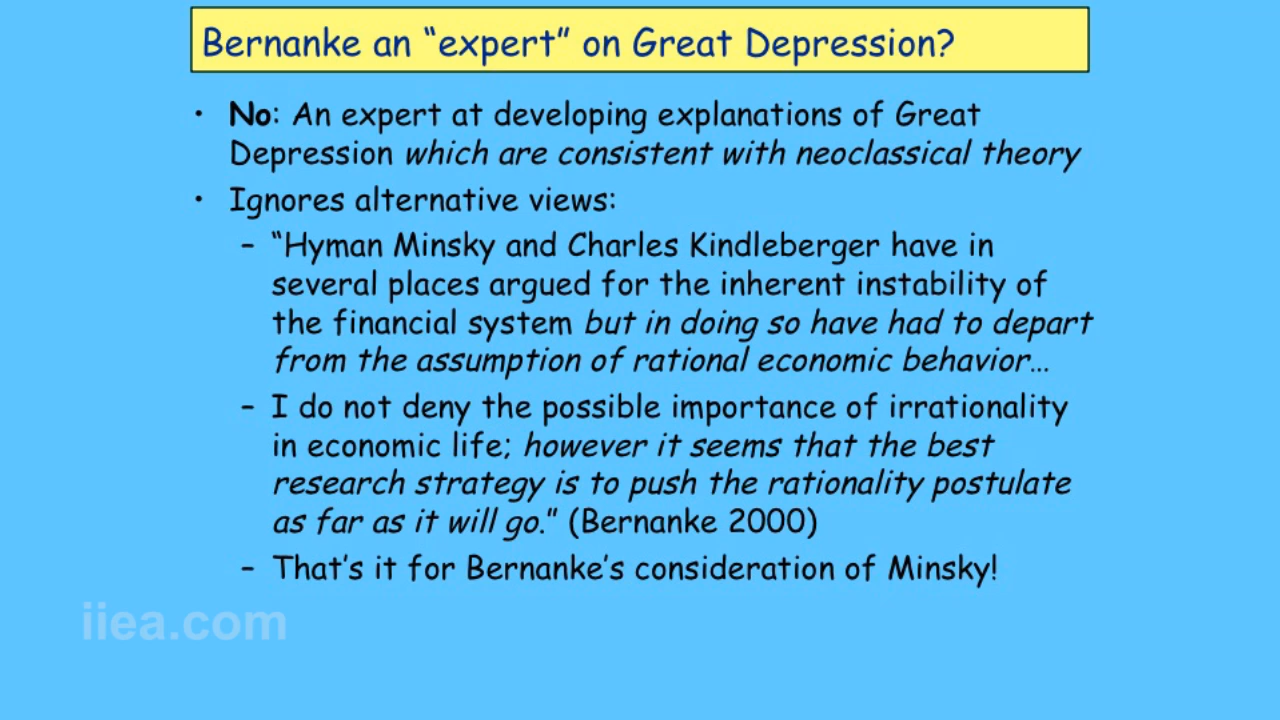 Bernanke an “expert” on Great Depression?
• No: An expert at developing explanations of Great
Depression which are consistent with neoclassical theory
• Ignores alternative views:
– “Hyman Minsky and Charles Kindleberger have in
several places argued for the inherent instability of
the financial system but in doing so have had to depart
from the assumption of rational economic behavior…
– I do not deny the possible importance of irrationality
in economic life; however it seems that the best
research strategy is to push the rationality postulate
as far as it will go.” (Bernanke 2000)
– That’s it for Bernanke’s consideration of Minsky!
iiea.com